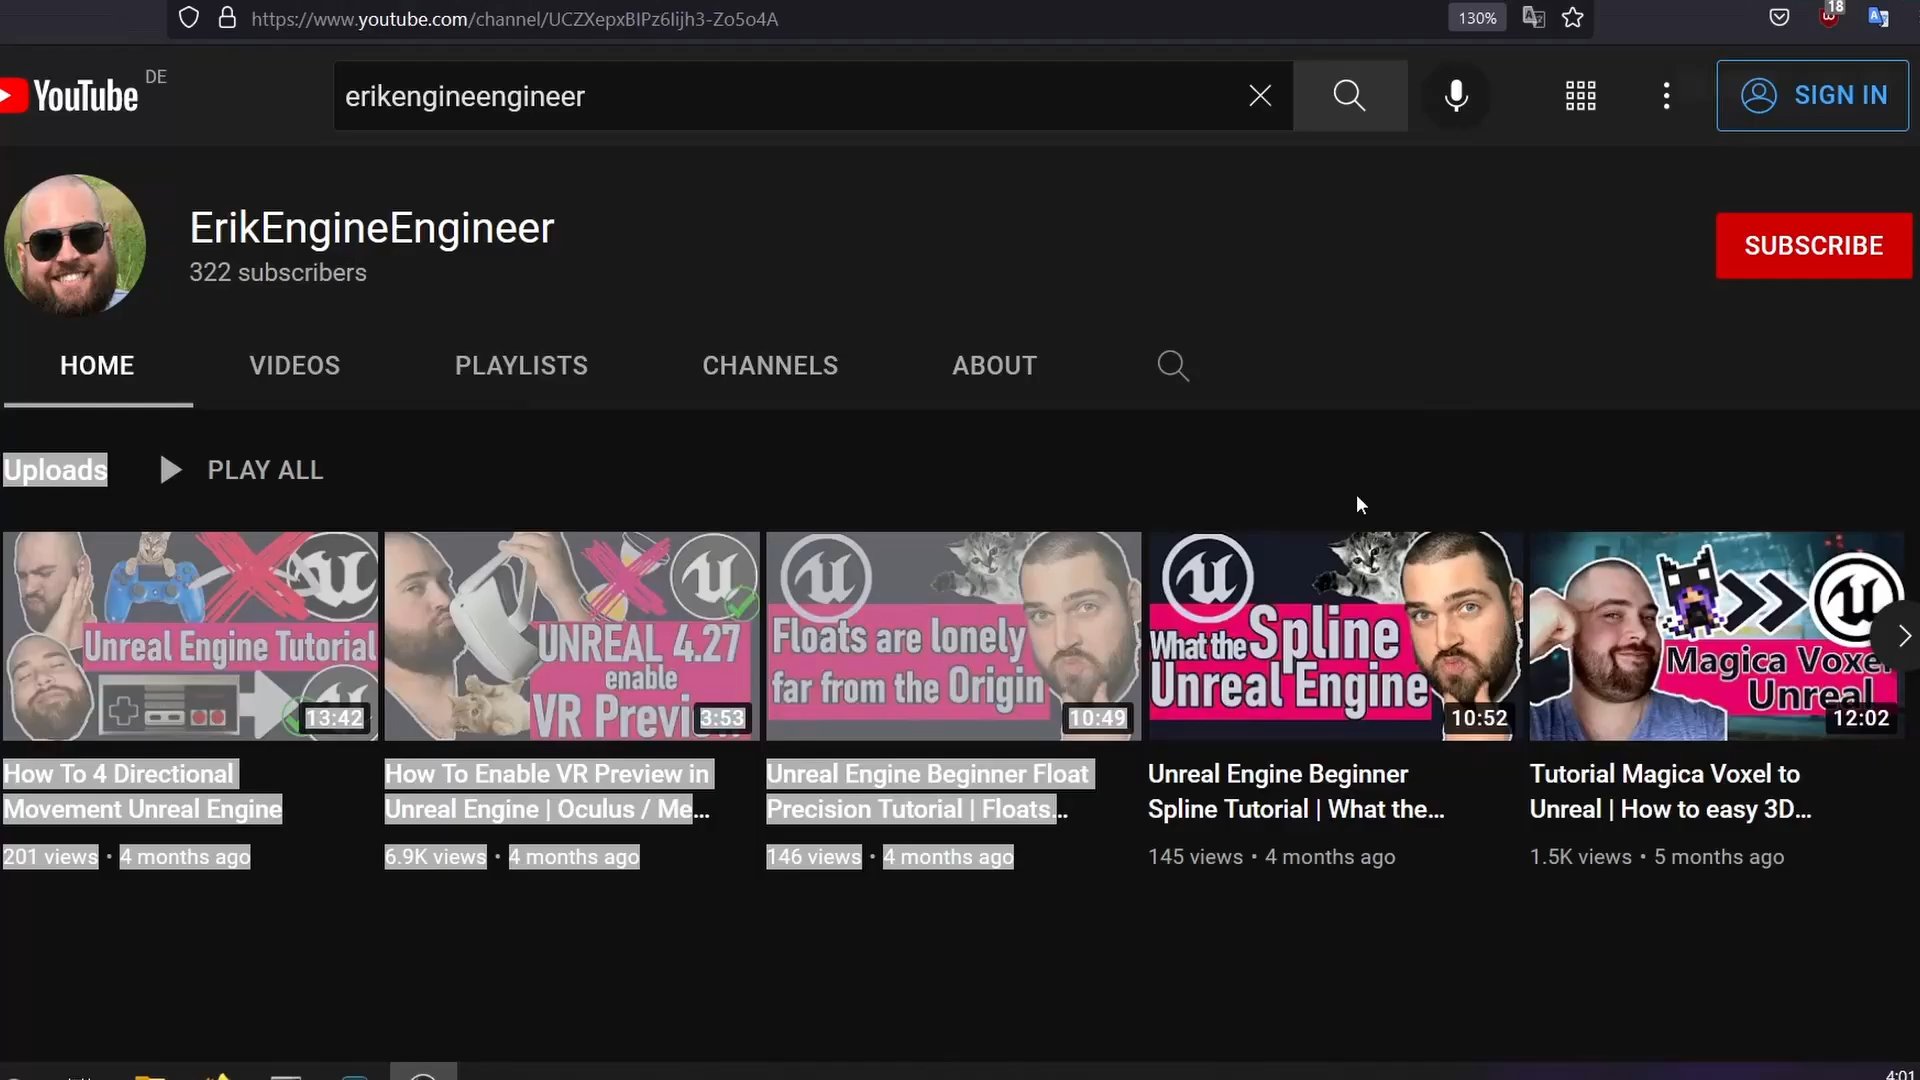 https://www.youtube.com/channel/UCZXepxBIPz6Iijh3-Zo5o4A
130%
18
YouTube DE
erikengineengineer
SIGN IN
ErikEngineEngineer
322 subscribers
SUBSCRIBE
HOME VIDEOS PLAYLISTS CHANNELS ABOUT
Uploads PLAY ALL
Unreal Engine Tutorial
13:42
UNREAL 4.27
enable
VR Previ
3:53
Floats are lonely
far from the Origin
10:49
What the Spline
Unreal Engine
10:52
Magica Voxel
Unreal
12:02
How To 4 Directional
Movement Unreal Engine
201 views • 4 months ago
How To Enable VR Preview in
Unreal Engine | Oculus / Me...
6.9K views • 4 months ago
Unreal Engine Beginner Float
Precision Tutorial | Floats...
146 views • 4 months ago
Unreal Engine Beginner
Spline Tutorial | What the...
145 views • 4 months ago
Tutorial Magica Voxel to
Unreal | How to easy 3D...
1.5K views • 5 months ago
4:01